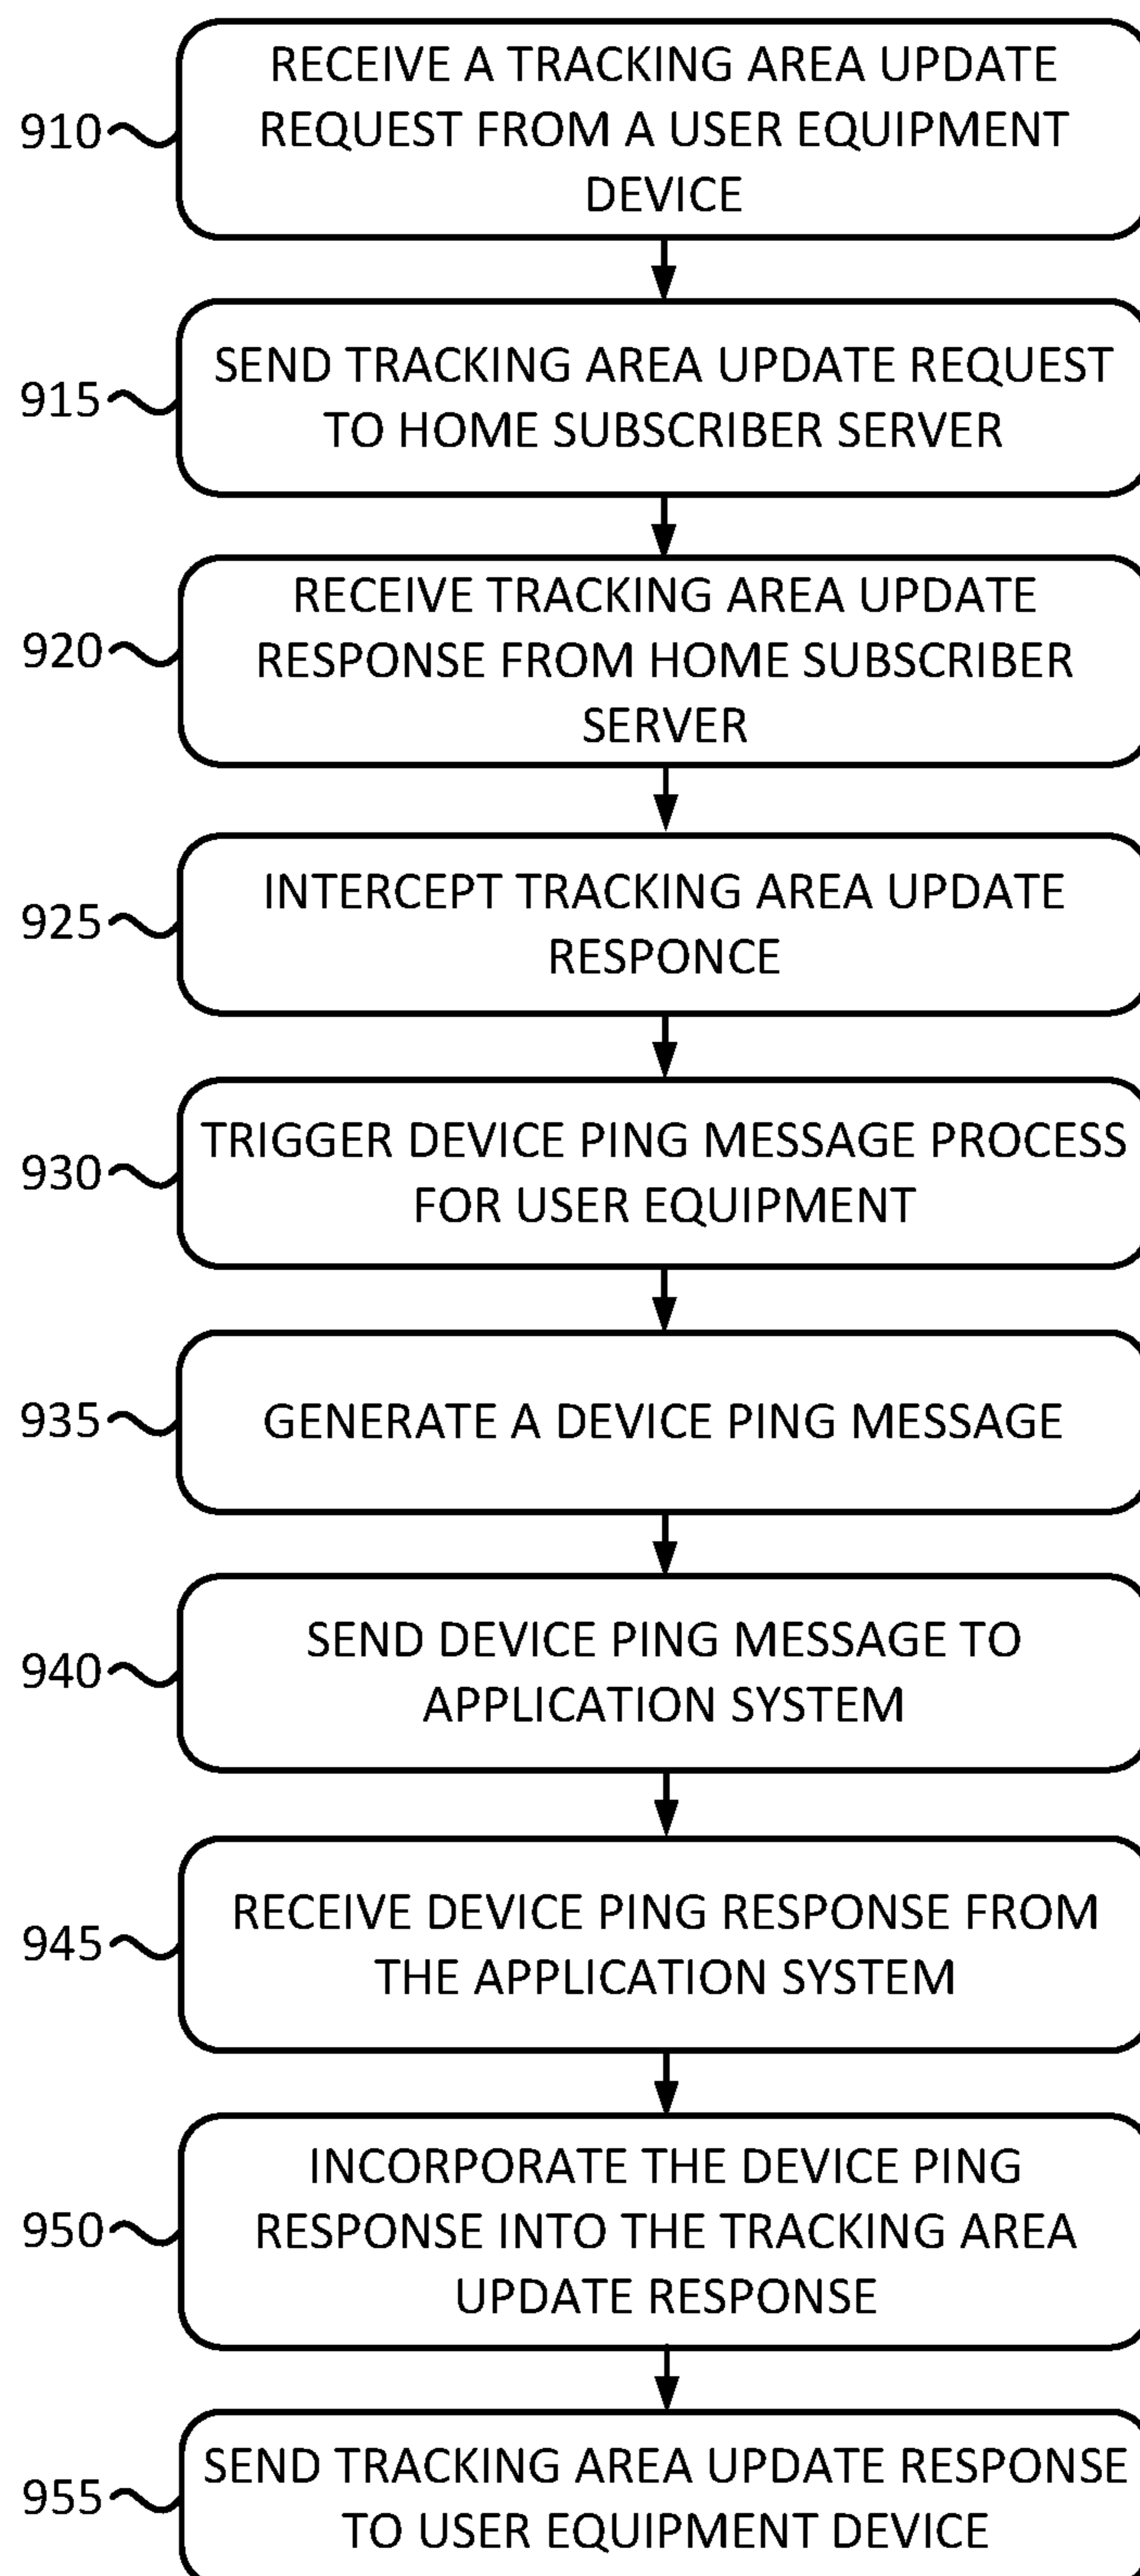 910
RECEIVE A TRACKING AREA UPDATE
REQUEST FROM A USER EQUIPMENT
DEVICE
915
SEND TRACKING AREA UPDATE REQUEST
TO HOME SUBSCRIBER SERVER
920
RECEIVE TRACKING AREA UPDATE
RESPONSE FROM HOME SUBSCRIBER
SERVER
925
INTERCEPT TRACKING AREA UPDATE
RESPONCE
930
TRIGGER DEVICE PING MESSAGE PROCESS
FOR USER EQUIPMENT
935
GENERATE A DEVICE PING MESSAGE
940
SEND DEVICE PING MESSAGE TO
APPLICATION SYSTEM
945
RECEIVE DEVICE PING RESPONSE FROM
THE APPLICATION SYSTEM
950
INCORPORATE THE DEVICE PING
RESPONSE INTO THE TRACKING AREA
UPDATE RESPONSE
955
SEND TRACKING AREA UPDATE RESPONSE
TO USER EQUIPMENT DEVICE